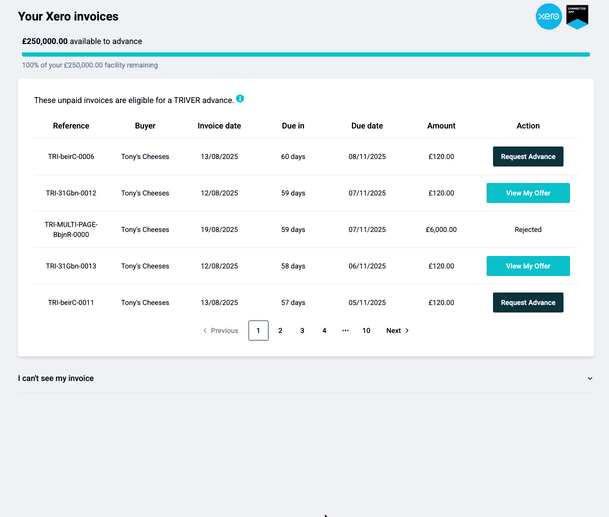 Your Xero invoices
xero
CONNECTED APP
£250,000.00 available to advance
100% of your £250,000.00 facility remaining
These unpaid invoices are eligible for a TRIVER advance.
Reference Buyer Invoice date Due in Due date Amount Action
TRI-beirC-0006 Tony's Cheeses 13/08/2025 60 days 08/11/2025 £120.00 Request Advance
TRI-31Gbn-0012 Tony's Cheeses 12/08/2025 59 days 07/11/2025 £120.00 View My Offer
TRI-MULTI-PAGE-BbjnR-0000 Tony's Cheeses 19/08/2025 59 days 07/11/2025 £6,000.00 Rejected
TRI-31Gbn-0013 Tony's Cheeses 12/08/2025 58 days 06/11/2025 £120.00 View My Offer
TRI-beirC-0011 Tony's Cheeses 13/08/2025 57 days 05/11/2025 £120.00 Request Advance
Previous 1 2 3 4 ... 10 Next
I can't see my invoice